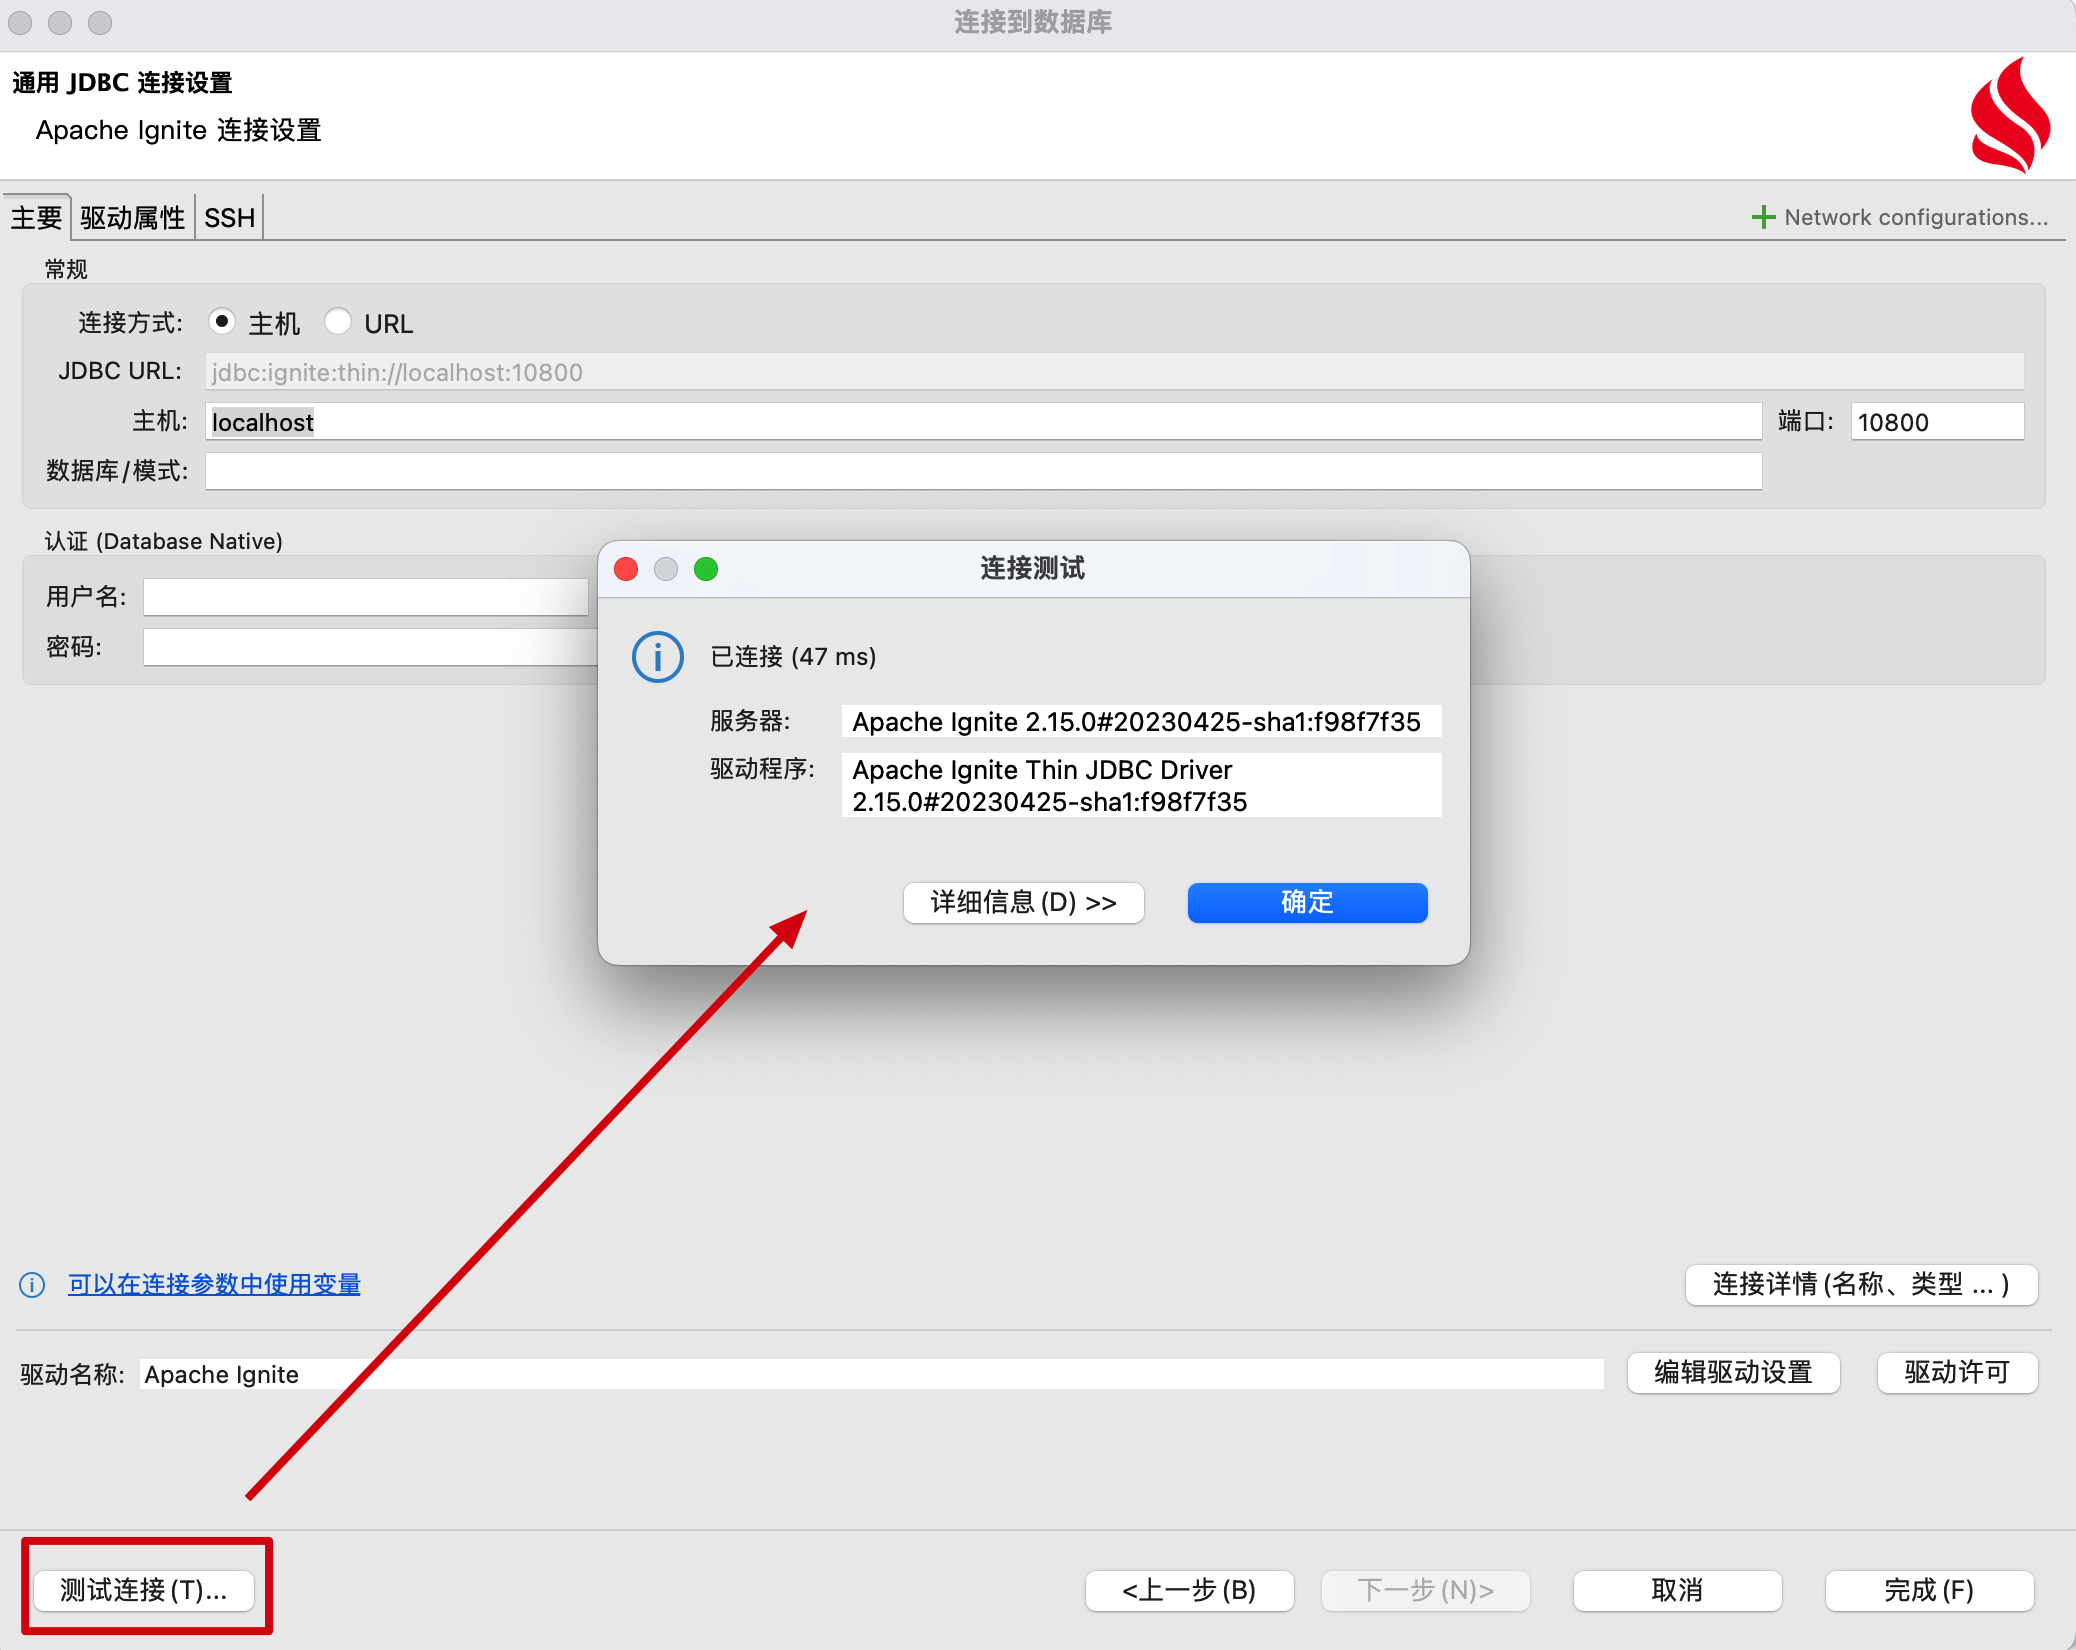 连接到数据库
通用 JDBC 连接设置
Apache Ignite 连接设置
主要 驱动属性 SSH
Network configurations...
常规
连接方式: 主机 URL
JDBC URL: jdbc:ignite:thin://localhost:10800
主机: localhost 端口: 10800
数据库/模式:
认证 (Database Native)
用户名:
密码:
连接测试
已连接 (47 ms)
服务器: Apache Ignite 2.15.0#20230425-sha1:f98f7f35
驱动程序: Apache Ignite Thin JDBC Driver
2.15.0#20230425-sha1:f98f7f35
详细信息(D) >> 确定
可以在连接参数中使用变量
连接详情(名称、类型 ... )
驱动名称: Apache Ignite 编辑驱动设置 驱动许可
测试连接(T)... <上一步(B) 下一步(N)> 取消 完成(F)